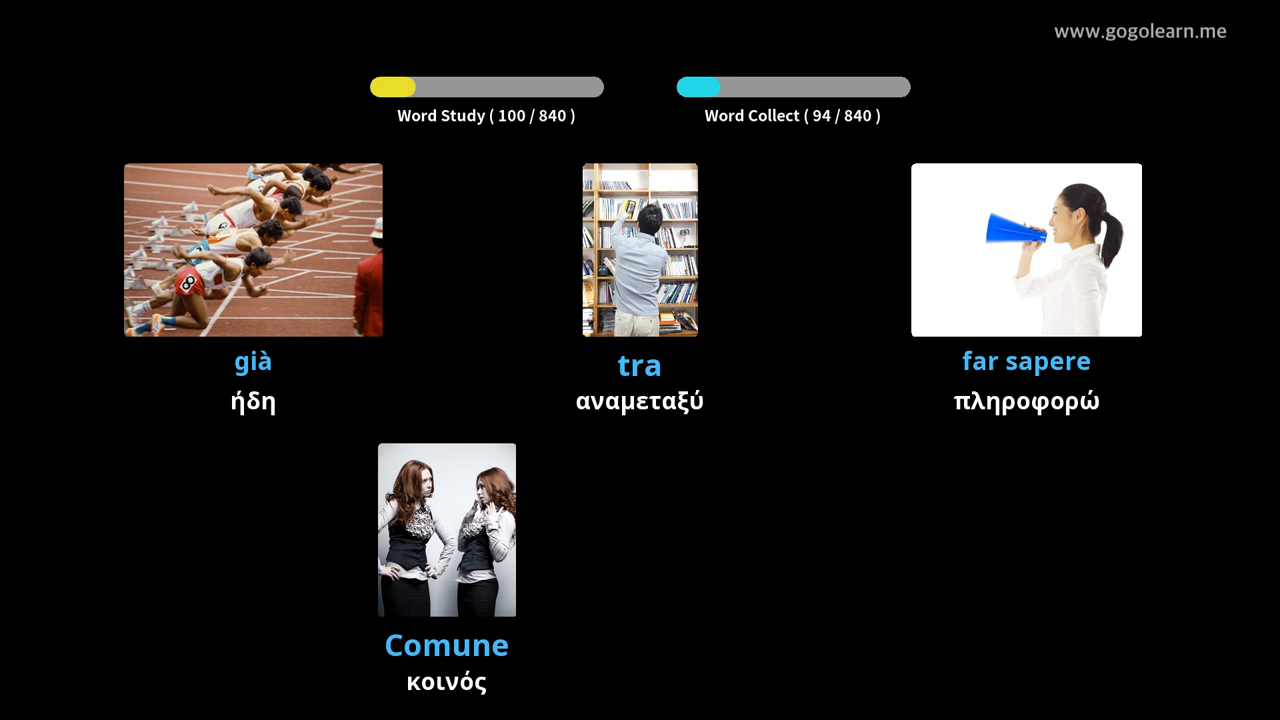 www.gogolearn.me
Word Study ( 100 / 840 )
Word Collect ( 94 / 840 )
8
già
tra
far sapere
ήδη
αναμεταξύ
πληροφορώ
Comune
κοινός